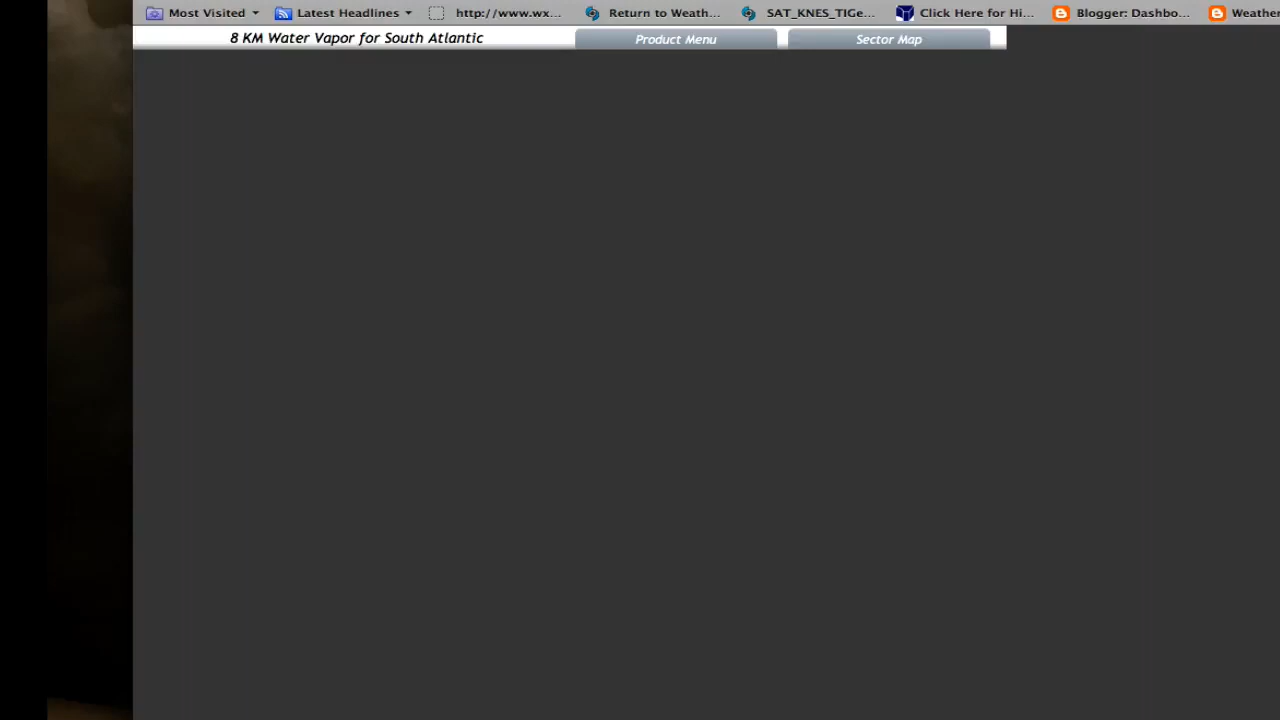 Most Visited Latest Headlines http://www.wx... Return to Weath... SAT_KNES_TIGe... Click Here for Hi... Blogger: Dashbo... Weathe
8 KM Water Vapor for South Atlantic Product Menu Sector Map